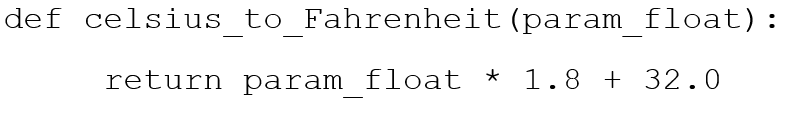 def celsius_to_Fahrenheit(param_float):
return param_float * 1.8 + 32.0